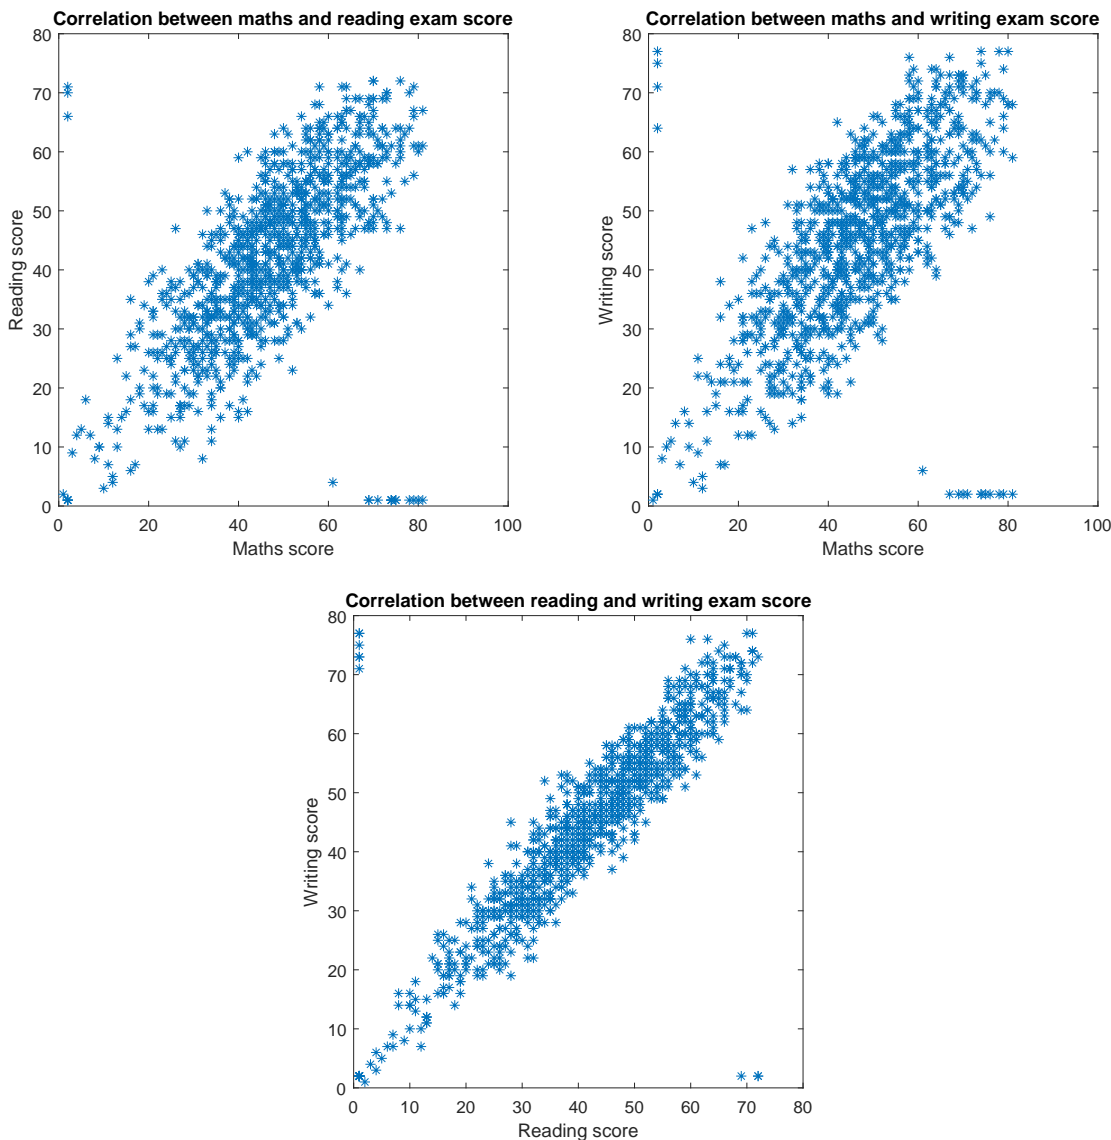 Correlation between maths and reading exam score
80
70
60
50
40
30
20
10
0
0 20 40 60 80 100
Reading score
Maths score
Correlation between maths and writing exam score
80
70
60
50
40
30
20
10
0
0 20 40 60 80 100
Writing score
Maths score
Correlation between reading and writing exam score
80
70
60
50
40
30
20
10
0
0 10 20 30 40 50 60 70 80
Writing score
Reading score